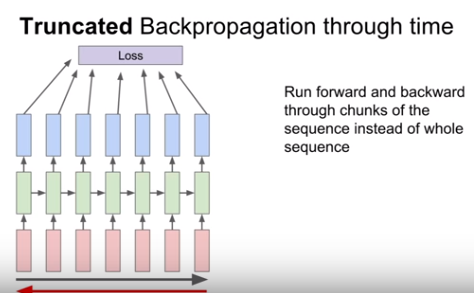 Truncated Backpropagation through time
Loss
Run forward and backward
through chunks of the
sequence instead of whole
sequence